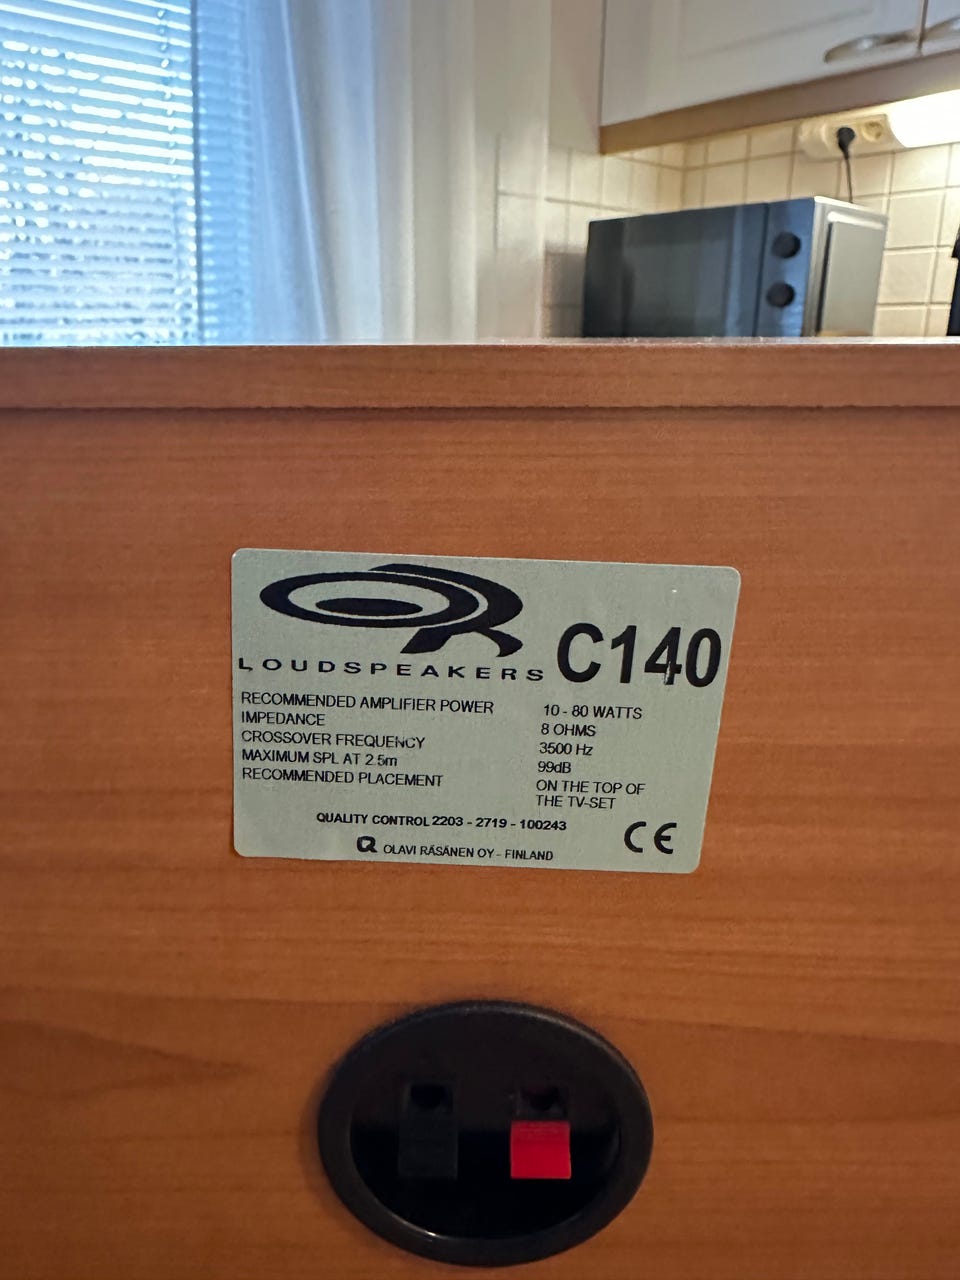 QR
LOUDSPEAKERS C140
RECOMMENDED AMPLIFIER POWER 10 - 80 WATTS
IMPEDANCE 8 OHMS
CROSSOVER FREQUENCY 3500 Hz
MAXIMUM SPL AT 2.5m 99dB
RECOMMENDED PLACEMENT ON THE TOP OF
THE TV-SET
QUALITY CONTROL 2203 - 2719 - 100243
CE
OLAVI RÄSÄNEN OY - FINLAND